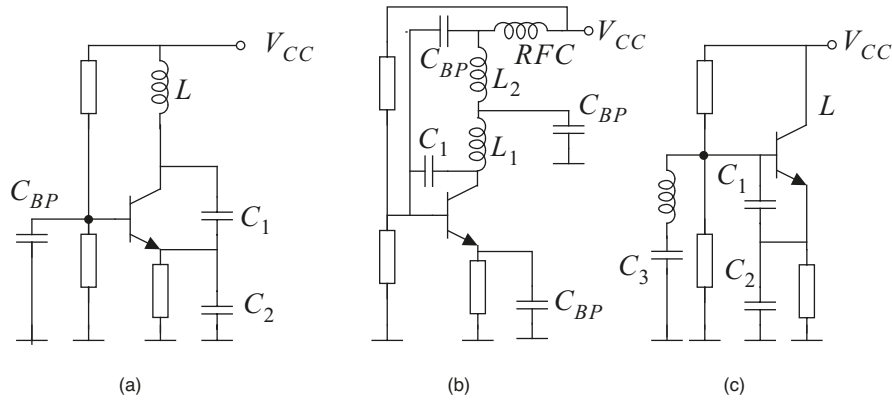 V_CC
L
C_BP
C_1
C_2
(a)
C_BP
RFC
V_CC
L_2
C_BP
C_1
L_1
C_BP
(b)
V_CC
L
C_1
C_3
C_2
(c)